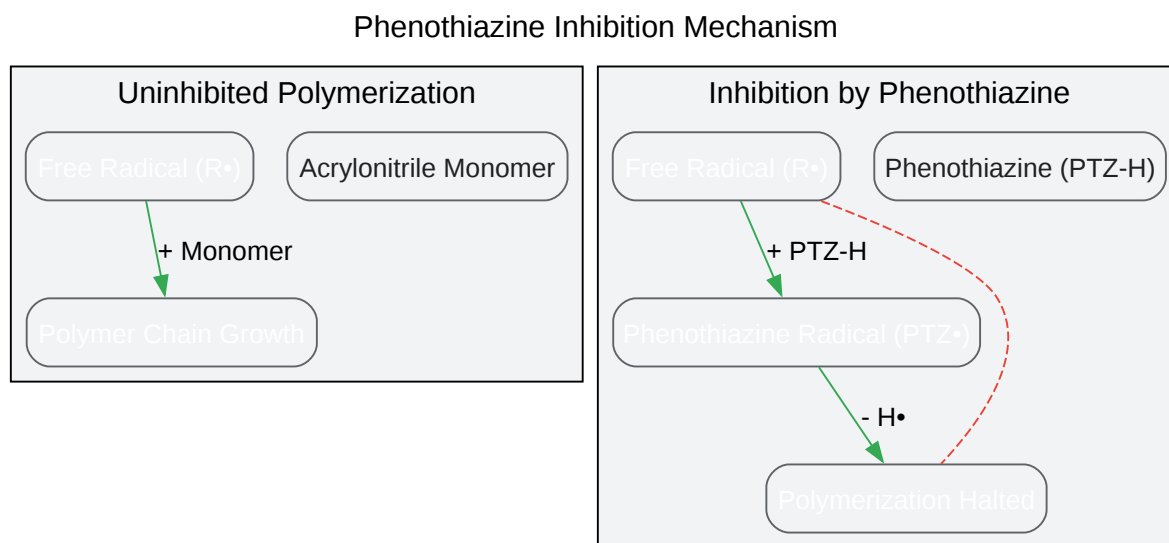 Phenothiazine Inhibition Mechanism
Uninhibited Polymerization
Free Radical (R•)
Acrylonitrile Monomer
+ Monomer
Polymer Chain Growth
Inhibition by Phenothiazine
Free Radical (R•)
Phenothiazine (PTZ-H)
+ PTZ-H
Phenothiazine Radical (PTZ•)
- H•
Polymerization Halted